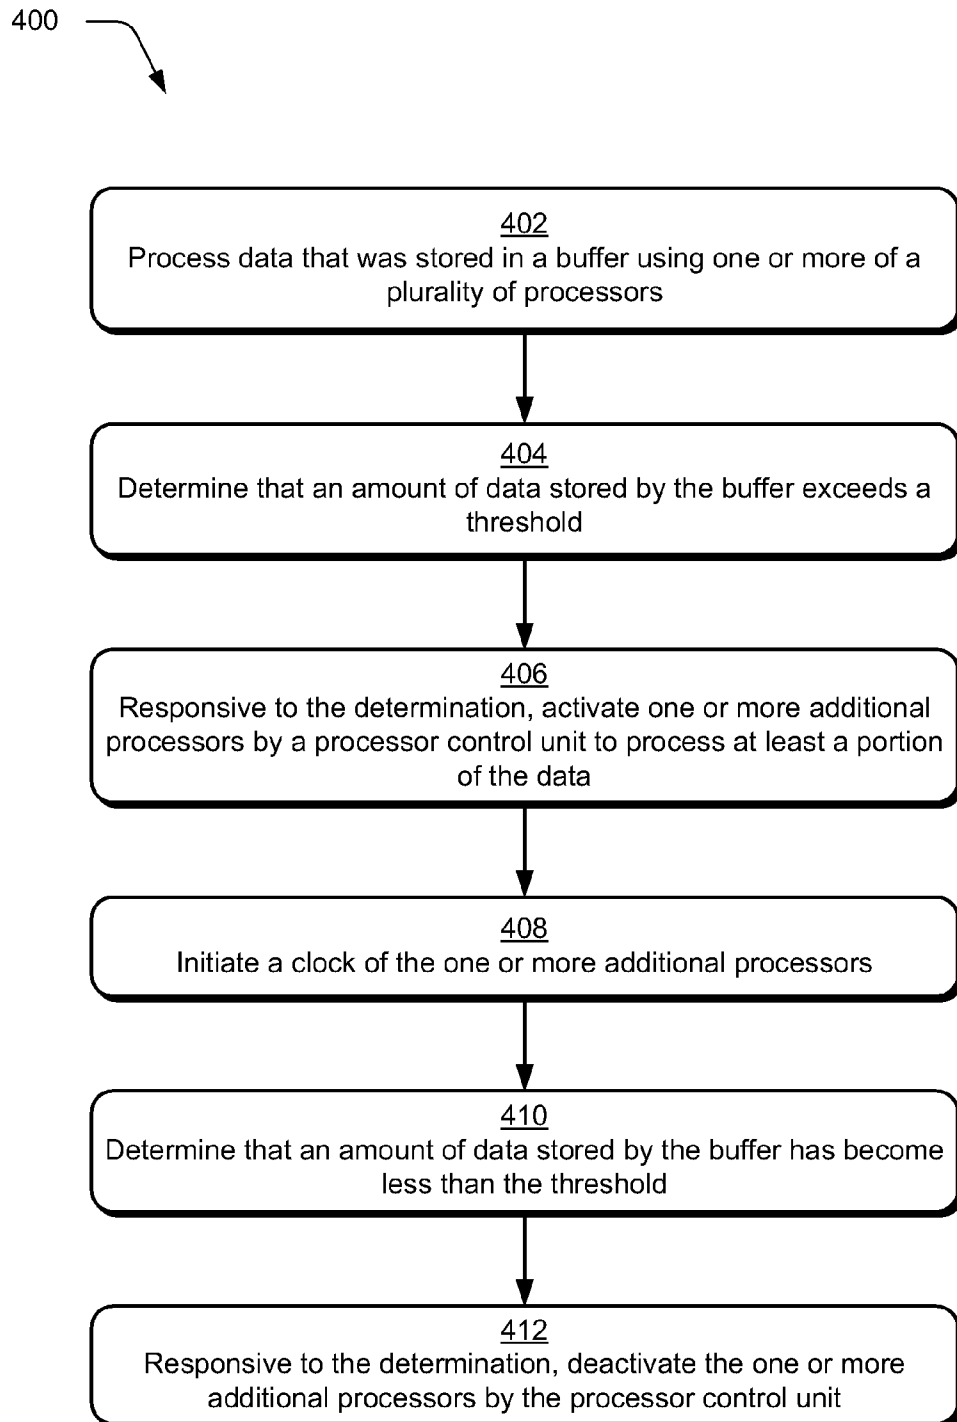 400
402
Process data that was stored in a buffer using one or more of a
plurality of processors
404
Determine that an amount of data stored by the buffer exceeds a
threshold
406
Responsive to the determination, activate one or more additional
processors by a processor control unit to process at least a portion
of the data
408
Initiate a clock of the one or more additional processors
410
Determine that an amount of data stored by the buffer has become
less than the threshold
412
Responsive to the determination, deactivate the one or more
additional processors by the processor control unit